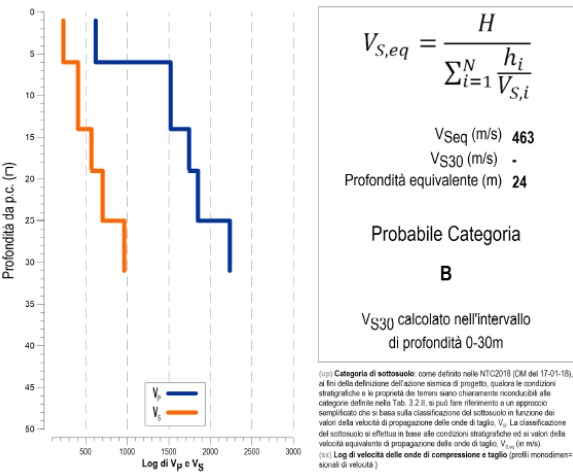 0
5
10
15
20
25
30
35
40
45
50
Profondità da p.c. (m)
500 1000 1500 2000 2500 3000
Log di VP e VS
VP
VS
VS,eq = H / ∑ᴺi=1 hi / VS,i
VSeq (m/s) 463
VS30 (m/s) -
Profondità equivalente (m) 24
Probabile Categoria
B
VS30 calcolato nell'intervallo
di profondità 0-30m
(up) Categoria di sottosuolo: come definito nelle NTC2018 (DM del 17-01-18),
ai fini della definizione dell'azione sismica di progetto, qualora le condizioni
stratigrafiche e le proprietà dei terreni siano chiaramente riconducibili alle
categorie definite nella Tab. 3.2.II, si può fare riferimento a un approccio
semplificato che si basa sulla classificazione del sottosuolo in funzione dei
valori della velocità di propagazione delle onde di taglio, VS. La classificazione
del sottosuolo si effettua in base alle condizioni stratigrafiche ed ai valori della
velocità equivalente di propagazione delle onde di taglio, VS,eq (in m/s).
(sx) Log di velocità delle onde di compressione e taglio (profili monodimen=
sionali di velocità )